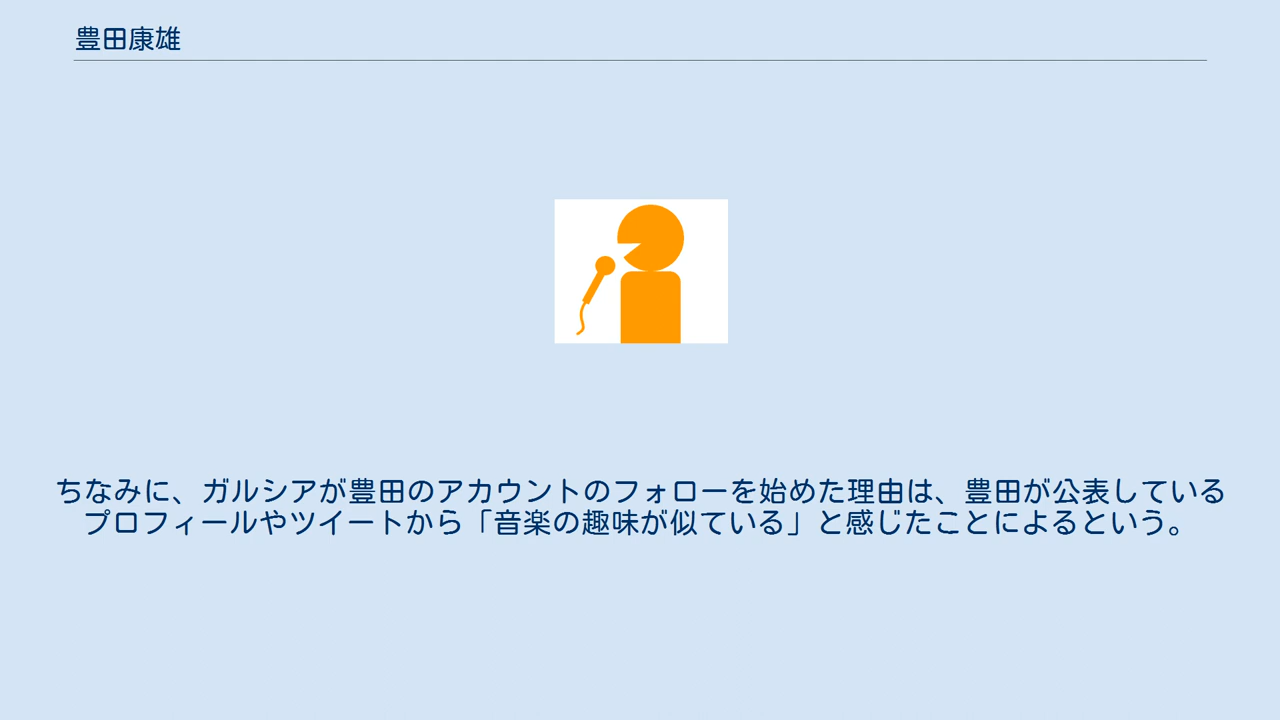 豊田康雄
ちなみに、ガルシアが豊田のアカウントのフォローを始めた理由は、豊田が公表している
プロフィールやツイートから「音楽の趣味が似ている」と感じたことによるという。